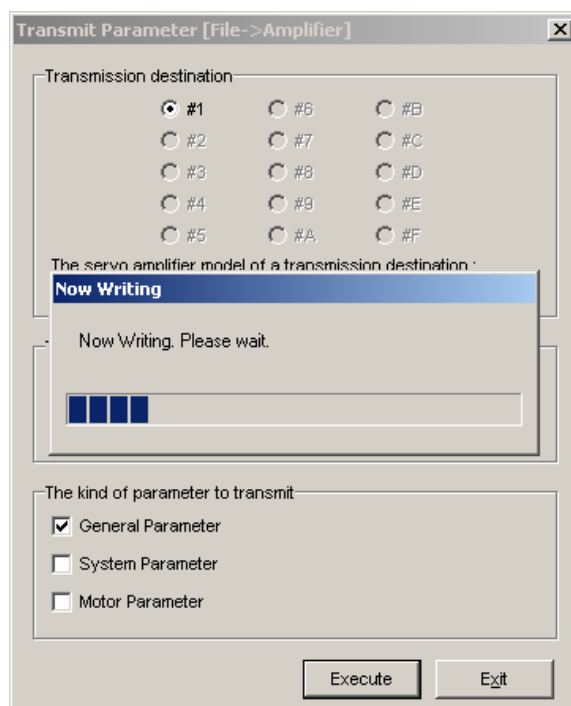 Transmit Parameter [File->Amplifier]
Transmission destination
#1 #6 #B
#2 #7 #C
#3 #8 #D
#4 #9 #E
#5 #A #F
The servo amplifier model of a transmission destination :
Now Writing
Now Writing. Please wait.
The kind of parameter to transmit
General Parameter
System Parameter
Motor Parameter
Execute Exit